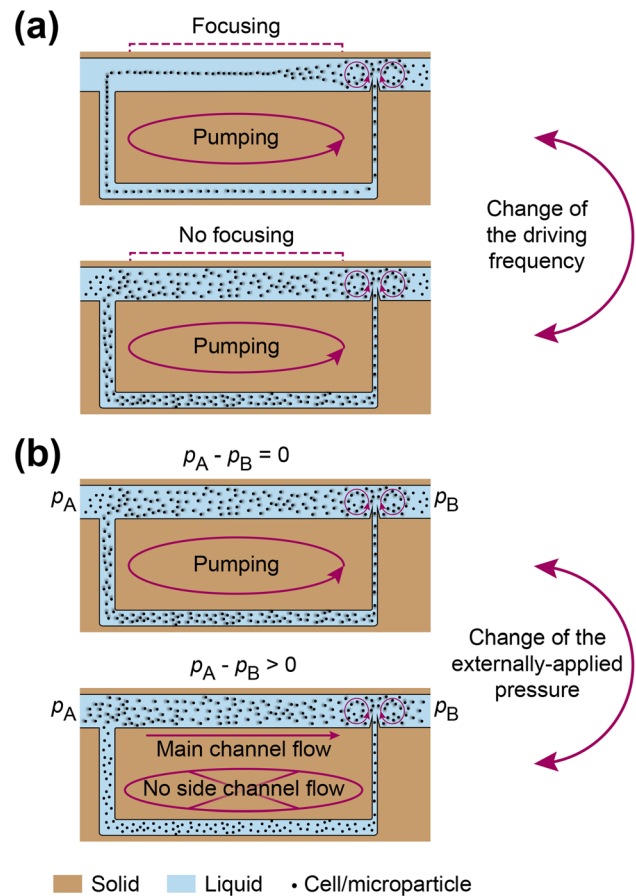 (a)
Focusing
Pumping
No focusing
Pumping
Change of
the driving
frequency
(b)
pA - pB = 0
pA
pB
Pumping
pA - pB > 0
pA
pB
Main channel flow
No side channel flow
Change of the
externally-applied
pressure
Solid
Liquid
Cell/microparticle